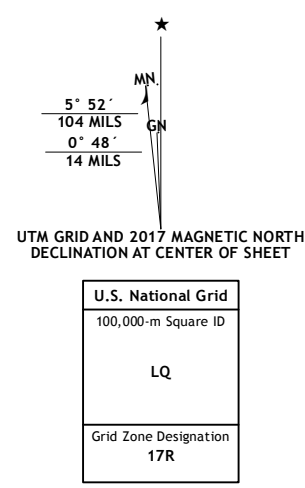 ★
MN.
GN
5° 52´
104 MILS
0° 48´
14 MILS
UTM GRID AND 2017 MAGNETIC NORTH
DECLINATION AT CENTER OF SHEET
U.S. National Grid
100,000-m Square ID
LQ
Grid Zone Designation
17R